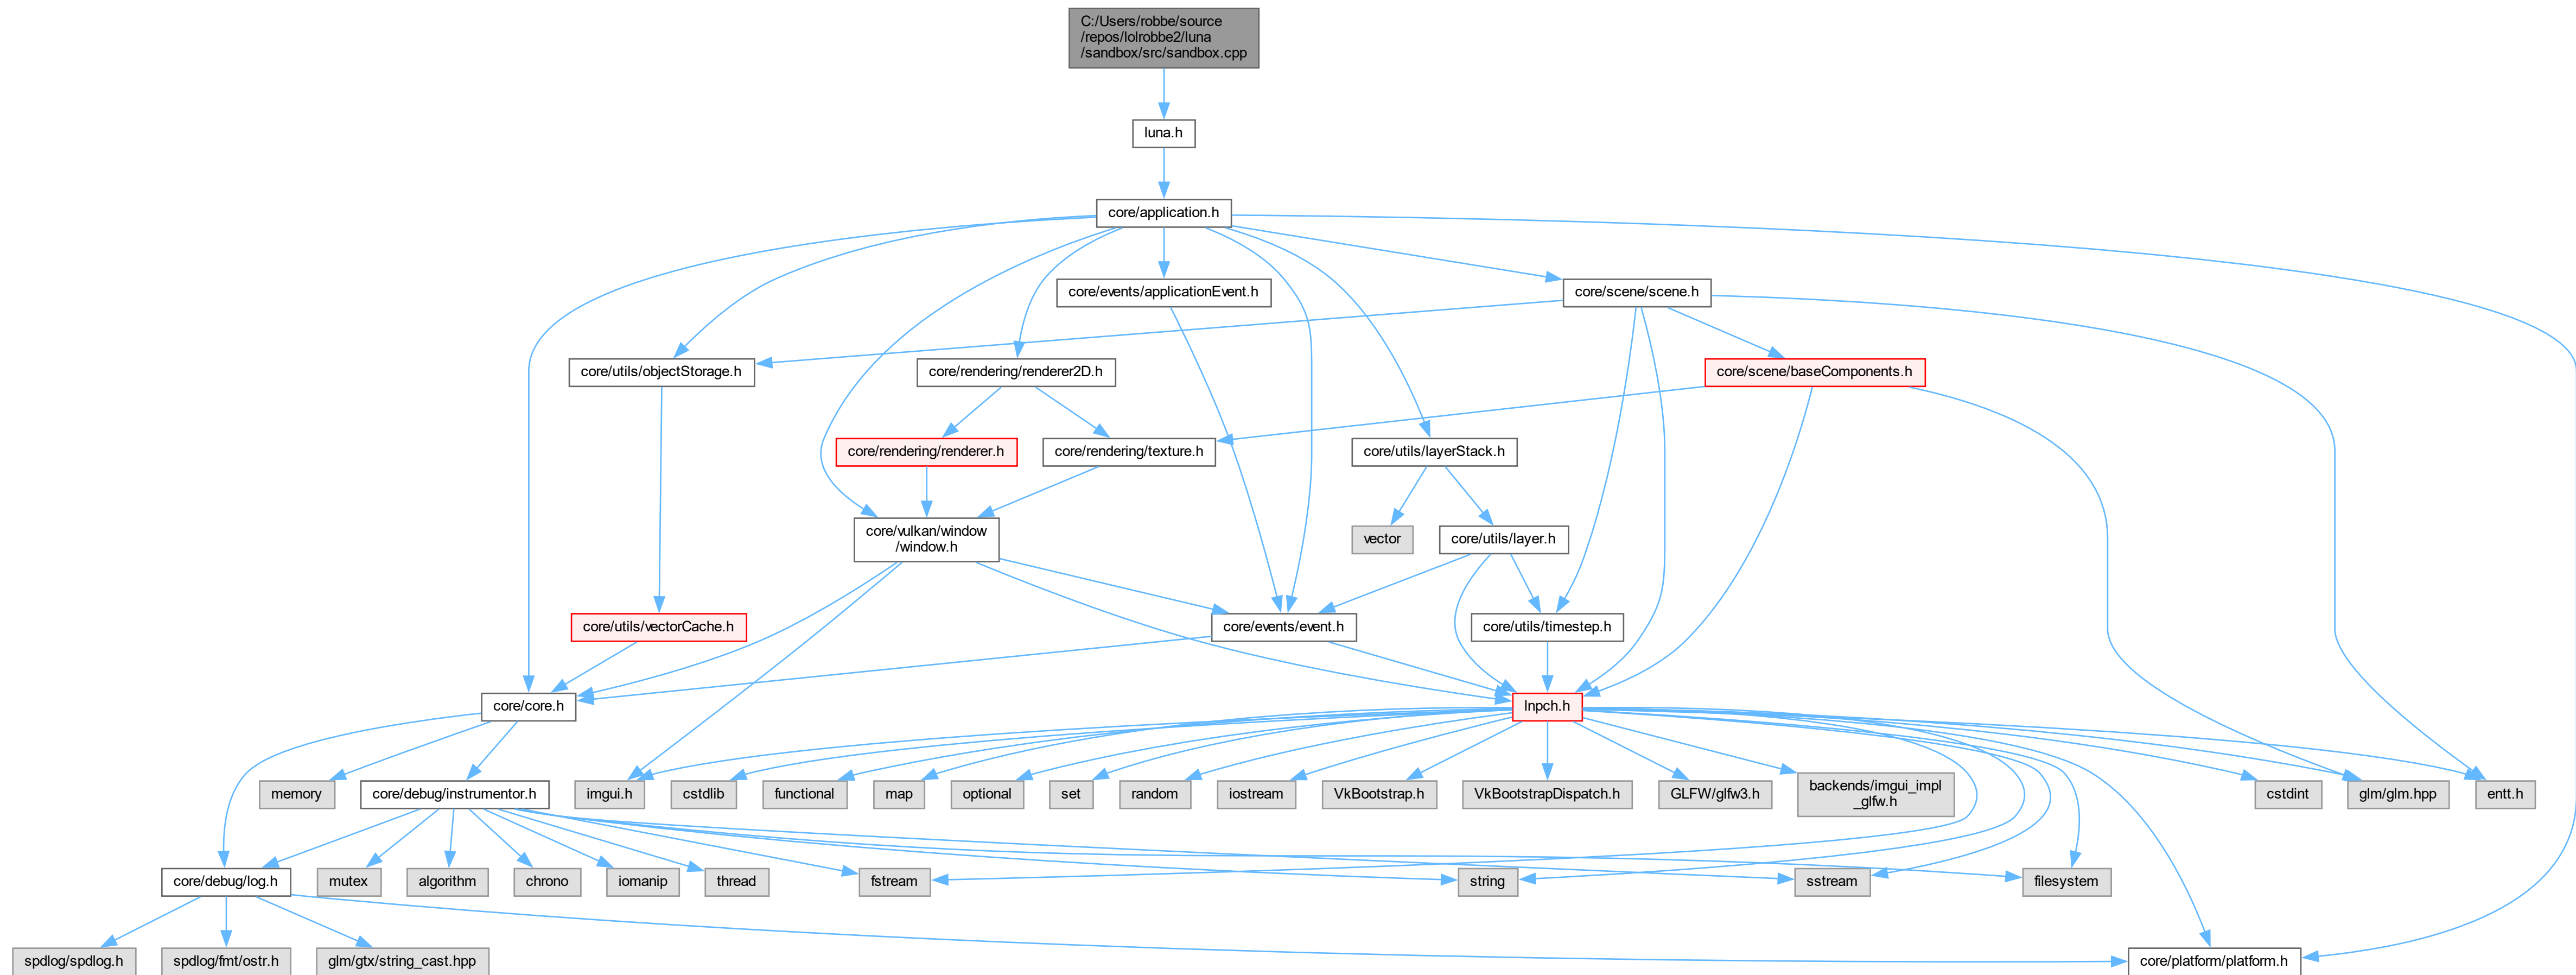 C:/Users/robbe/source
/repos/lolrobbe2/luna
/sandbox/src/sandbox.cpp
luna.h
core/application.h
core/events/applicationEvent.h
core/scene/scene.h
core/utils/objectStorage.h
core/rendering/renderer2D.h
core/scene/baseComponents.h
core/rendering/renderer.h
core/rendering/texture.h
core/utils/layerStack.h
core/vulkan/window
/window.h
vector
core/utils/layer.h
core/utils/vectorCache.h
core/events/event.h
core/utils/timestep.h
core/core.h
lnpch.h
memory
core/debug/instrumentor.h
imgui.h
cstdlib
functional
map
optional
set
random
iostream
VkBootstrap.h
VkBootstrapDispatch.h
GLFW/glfw3.h
backends/imgui_impl
_glfw.h
cstdint
glm/glm.hpp
entt.h
core/debug/log.h
mutex
algorithm
chrono
iomanip
thread
fstream
string
sstream
filesystem
spdlog/spdlog.h
spdlog/fmt/ostr.h
glm/gtx/string_cast.hpp
core/platform/platform.h